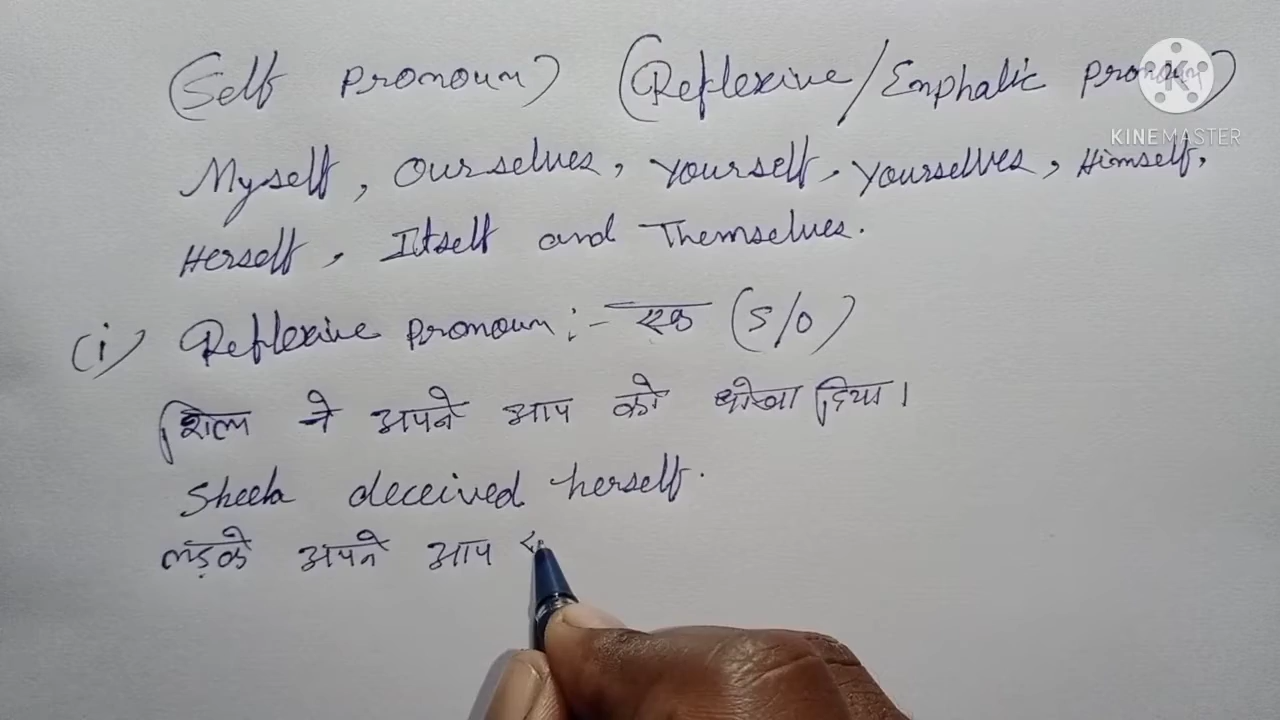 (Self Pronoun) (Reflexive/Emphatic Pronoun)
KINEMASTER
Myself, Ourselves, Yourself, Yourselves, Himself,
Herself, Itself and Themselves.
(i) Reflexive Pronoun :- एक (S/O)
ने अपने आप को धोखा दिया।
Sheela deceived herself.
लड़के अपने आप